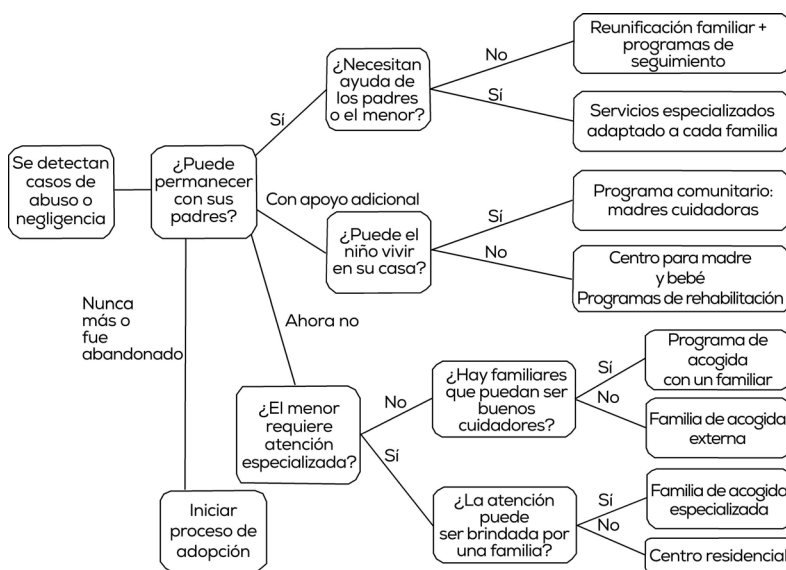 Se detectan
casos de
abuso o
negligencia
¿Puede
permanecer
con sus
padres?
Sí
¿Necesitan
ayuda de
los padres
o el menor?
No
Reunificación familiar +
programas de
seguimiento
Sí
Servicios especializados
adaptado a cada familia
Con apoyo adicional
¿Puede el
niño vivir
en su casa?
Sí
Programa comunitario:
madres cuidadoras
No
Centro para madre
y bebé
Programas de rehabilitación
Ahora no
¿El menor
requiere
atención
especializada?
No
¿Hay familiares
que puedan ser
buenos
cuidadores?
Sí
Programa de
acogida
con un familiar
No
Familia de acogida
externa
Sí
¿La atención
puede
ser brindada por
una familia?
Sí
Familia de acogida
especializada
No
Centro residencial
Nunca
más o
fue
abandonado
Iniciar
proceso de
adopción